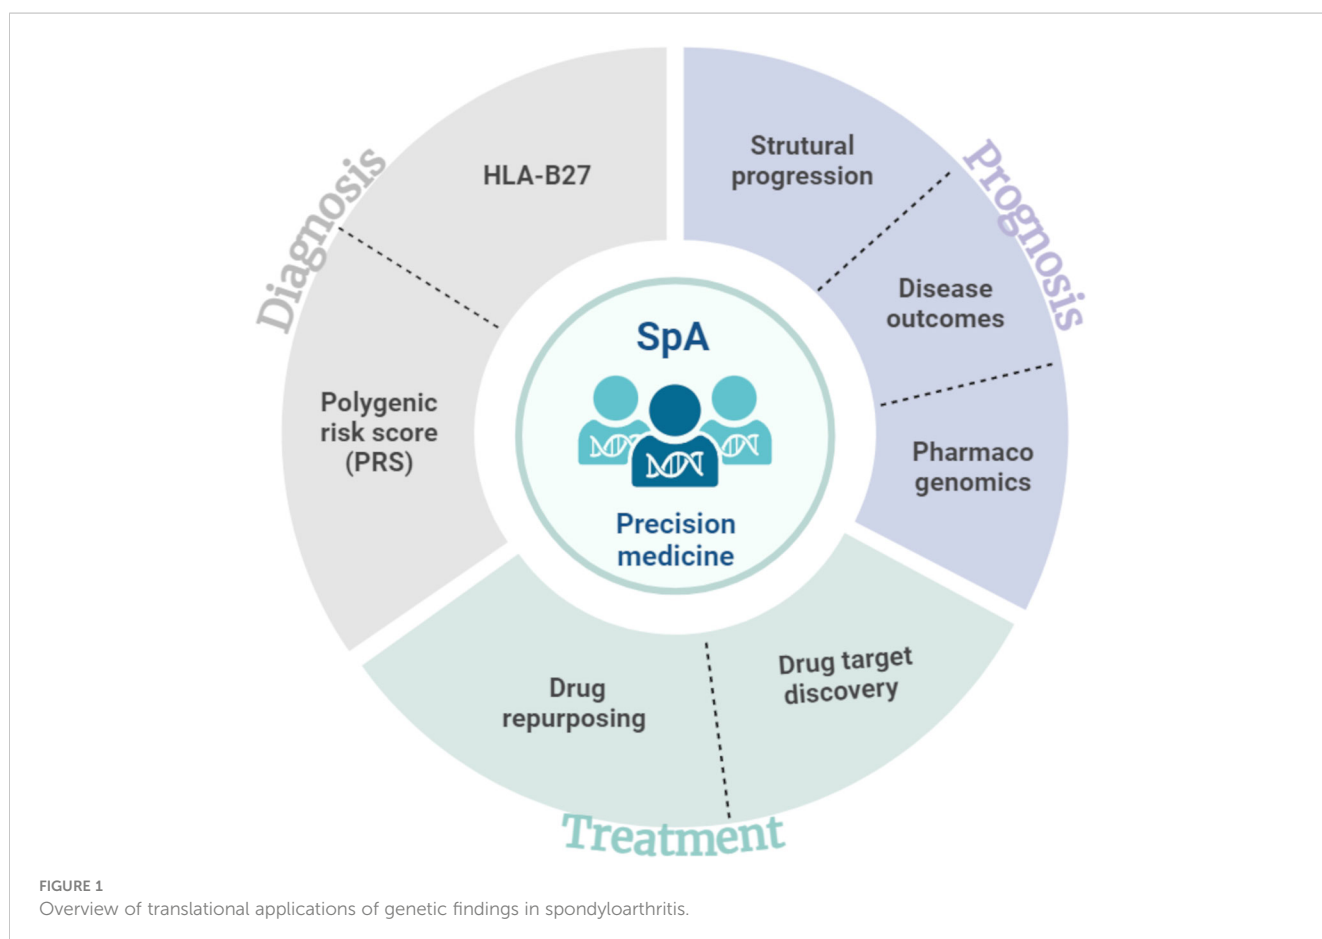 Diagnosis
HLA-B27
Polygenic
risk score
(PRS)
Prognosis
Strutural
progression
Disease
outcomes
Pharmaco
genomics
SpA
Precision
medicine
Drug
repurposing
Drug target
discovery
Treatment
FIGURE 1
Overview of translational applications of genetic findings in spondyloarthritis.